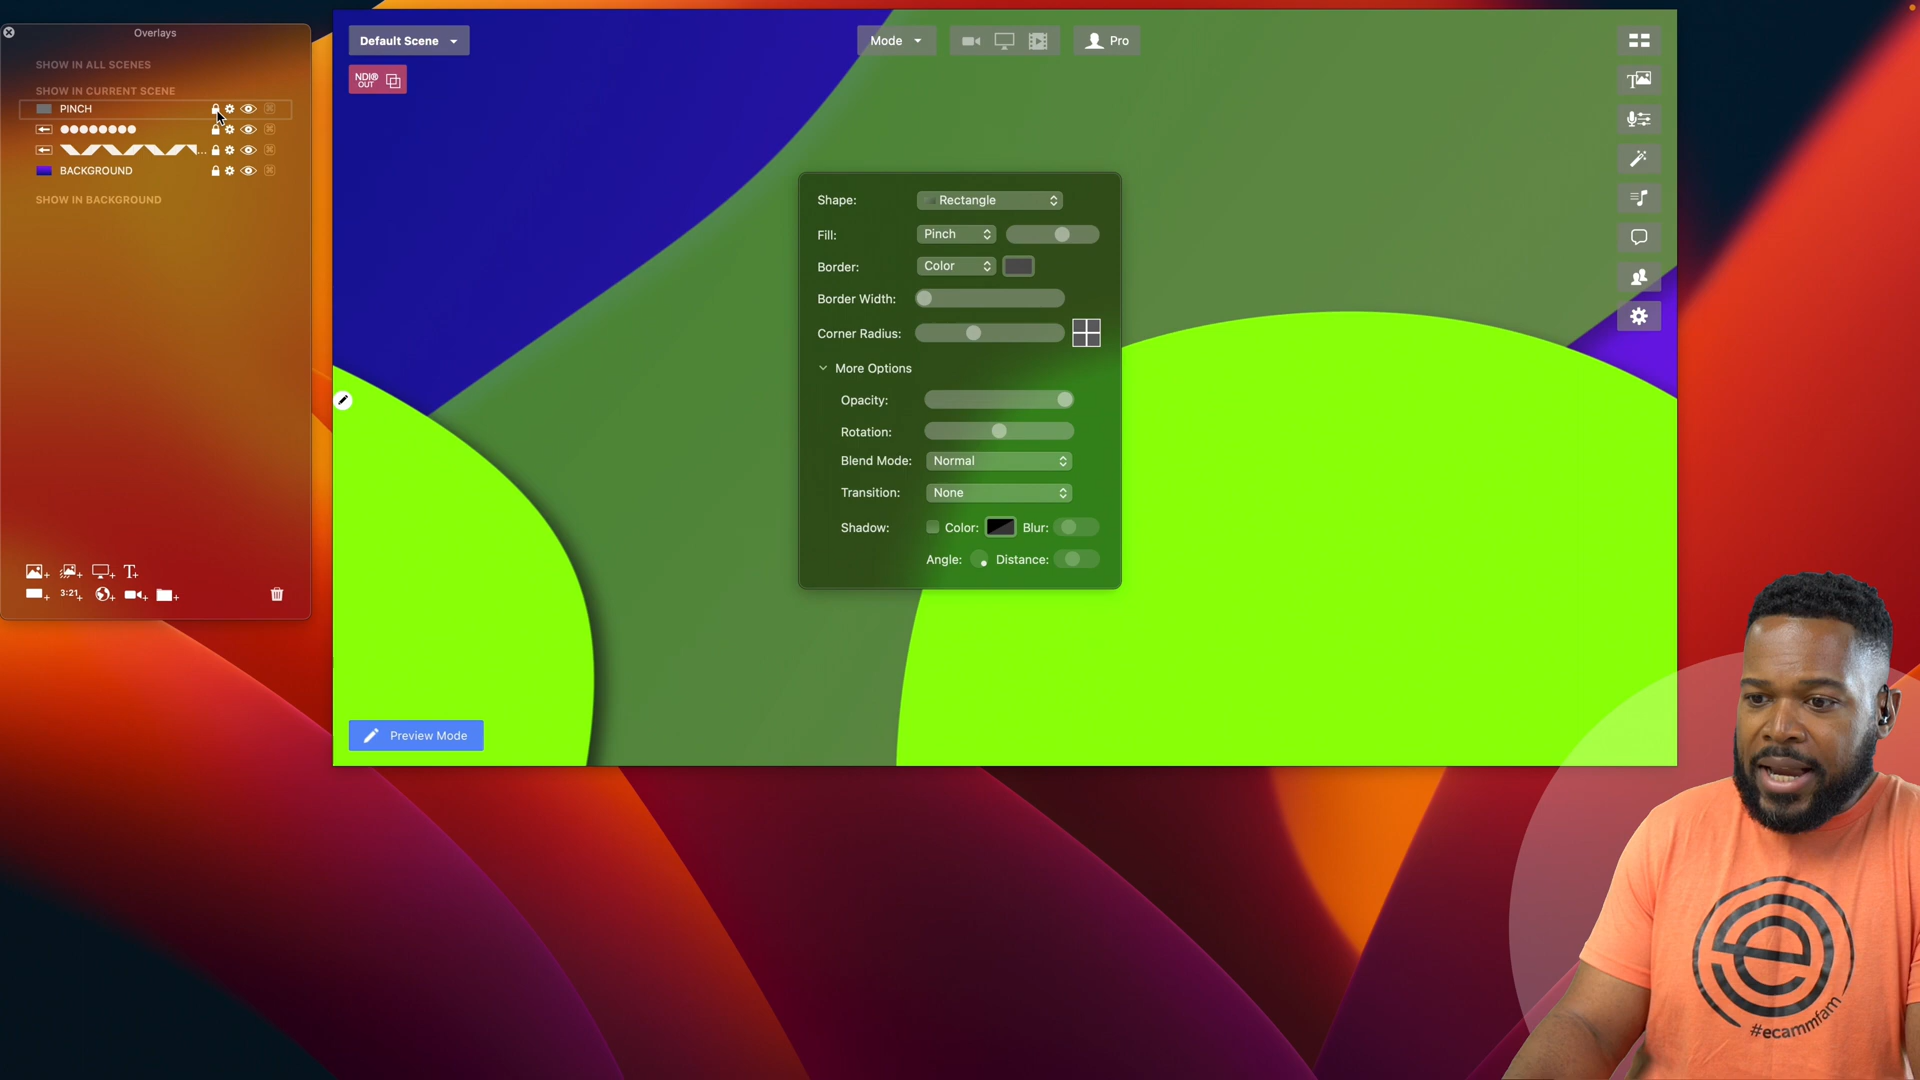 Overlays
SHOW IN ALL SCENES
SHOW IN CURRENT SCENE
PINCH
...
BACKGROUND
SHOW IN BACKGROUND
3:21+
T+
Default Scene
NDI® OUT
Mode
Pro
T
Shape: Rectangle
Fill: Pinch
Border: Color
Border Width:
Corner Radius:
More Options
Opacity:
Rotation:
Blend Mode: Normal
Transition: None
Shadow: Color: Blur:
Angle: Distance:
Preview Mode
e
#ecammfam